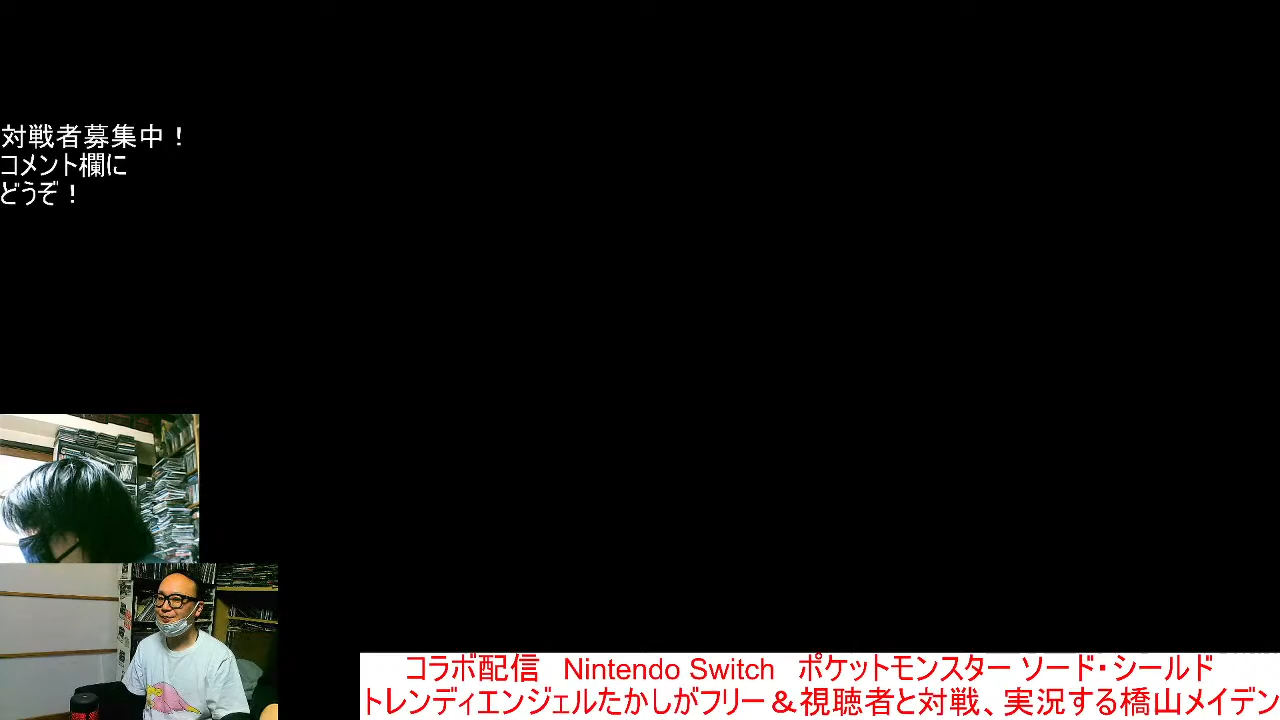 対戦者募集中！
コメント欄に
どうぞ！
コラボ配信　Nintendo Switch　ポケットモンスター ソード・シールド
トレンディエンジェルたかしがフリー＆視聴者と対戦、実況する橋山メイデン